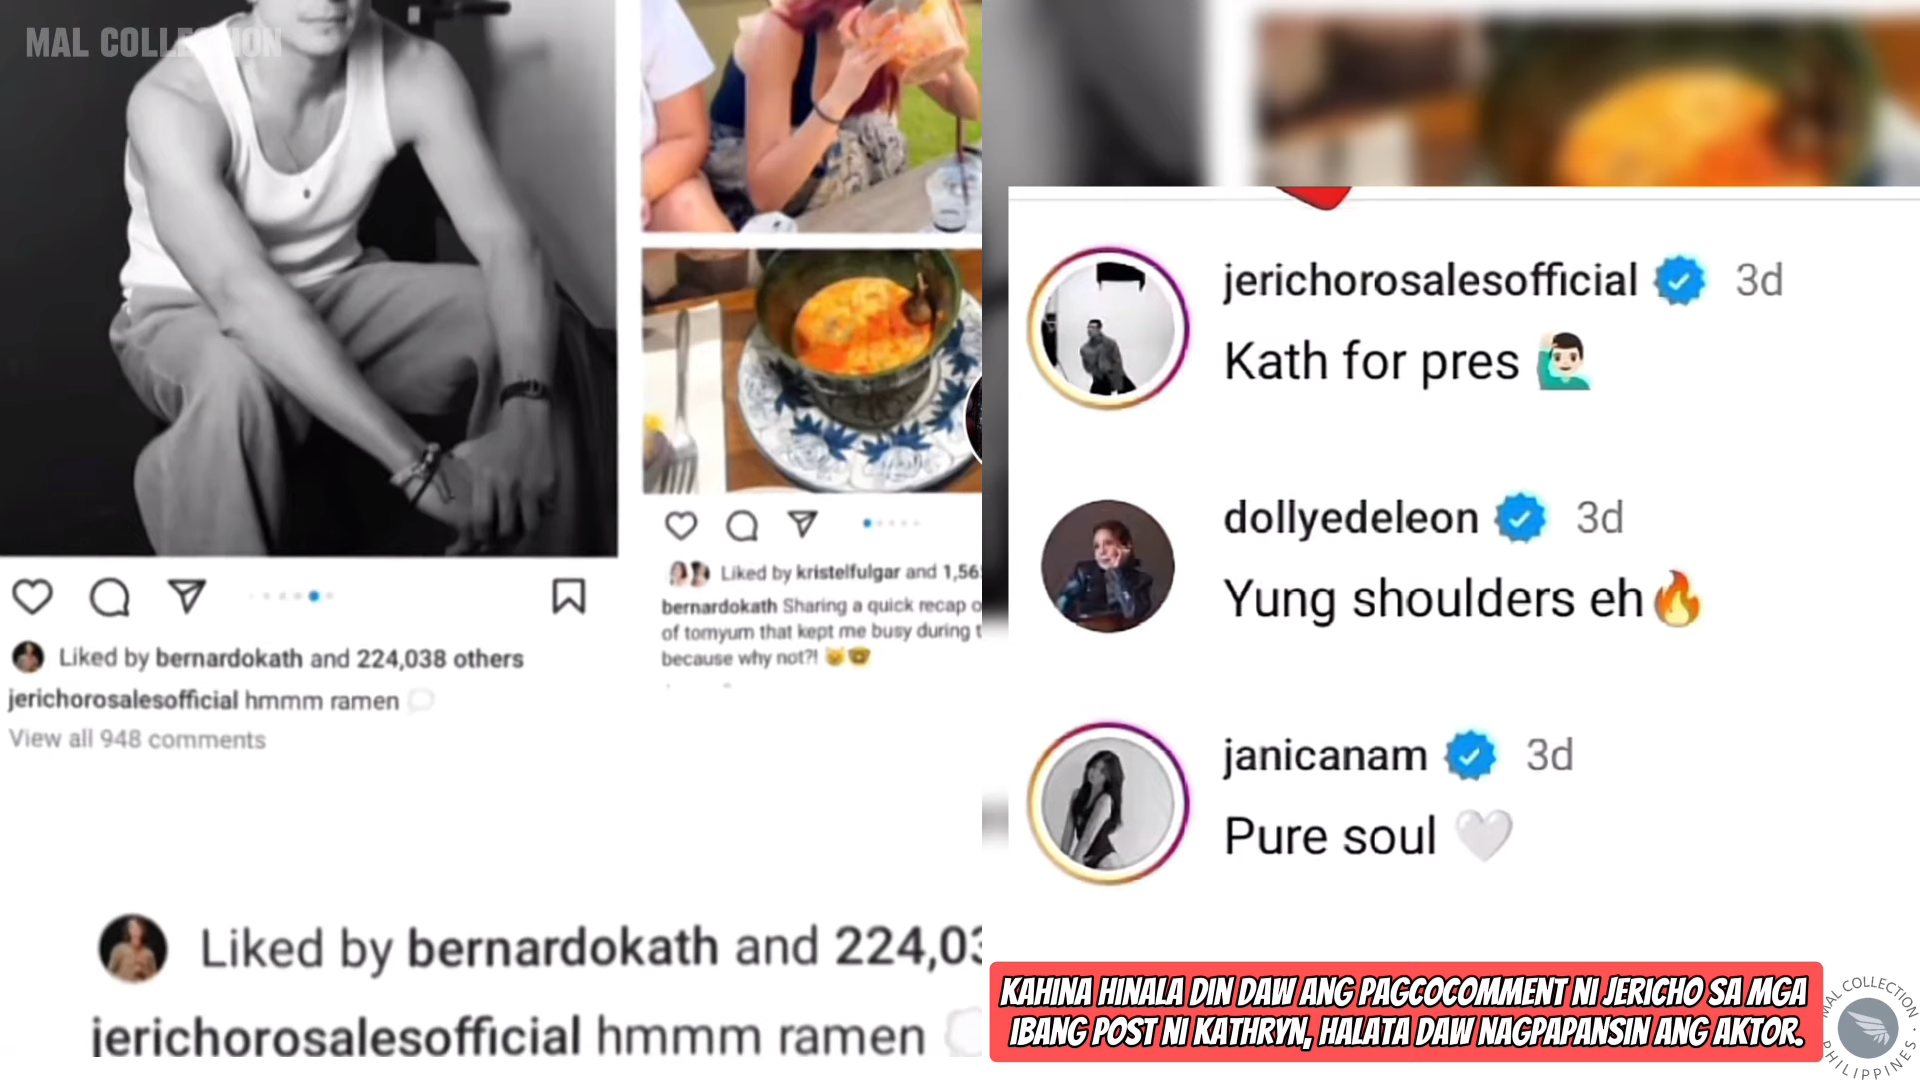 MAL COLLECTION
Liked by bernardokath and 224,038 others
jerichorosalesofficial hmmm ramen
View all 948 comments
Liked by kristelfulgar and 1,56
bernardokath Sharing a quick recap o
of tomyum that kept me busy during t
because why not?!
Liked by bernardokath and 224,03
jerichorosalesofficial hmmm ramen
jerichorosalesofficial 3d
Kath for pres 🙋🏻‍♂️
dollyedeleon 3d
Yung shoulders eh🔥
janicanam 3d
Pure soul 🤍
KAHINA HINALA DIN DAW ANG PAGCOCOMMENT NI JERICHO SA MGA
IBANG POST NI KATHRYN, HALATA DAW NAGPAPANSIN ANG AKTOR.
MAL COLLECTION
PHILIPPINES